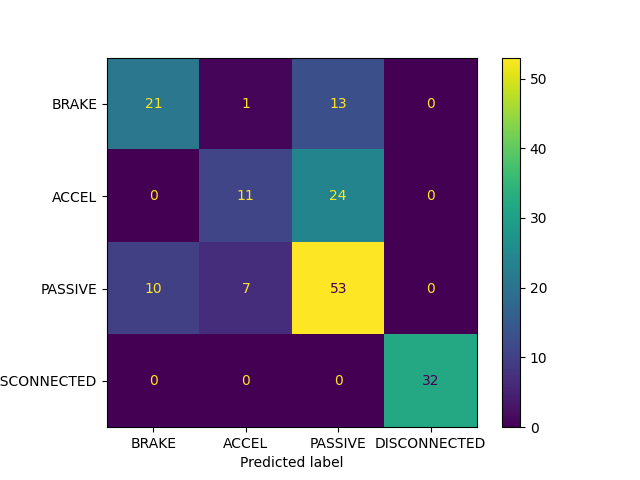 BRAKE 21 1 13 0
ACCEL 0 11 24 0
PASSIVE 10 7 53 0
SCONNECTED 0 0 0 32
BRAKE ACCEL PASSIVE DISCONNECTED
Predicted label
50
40
30
20
10
0